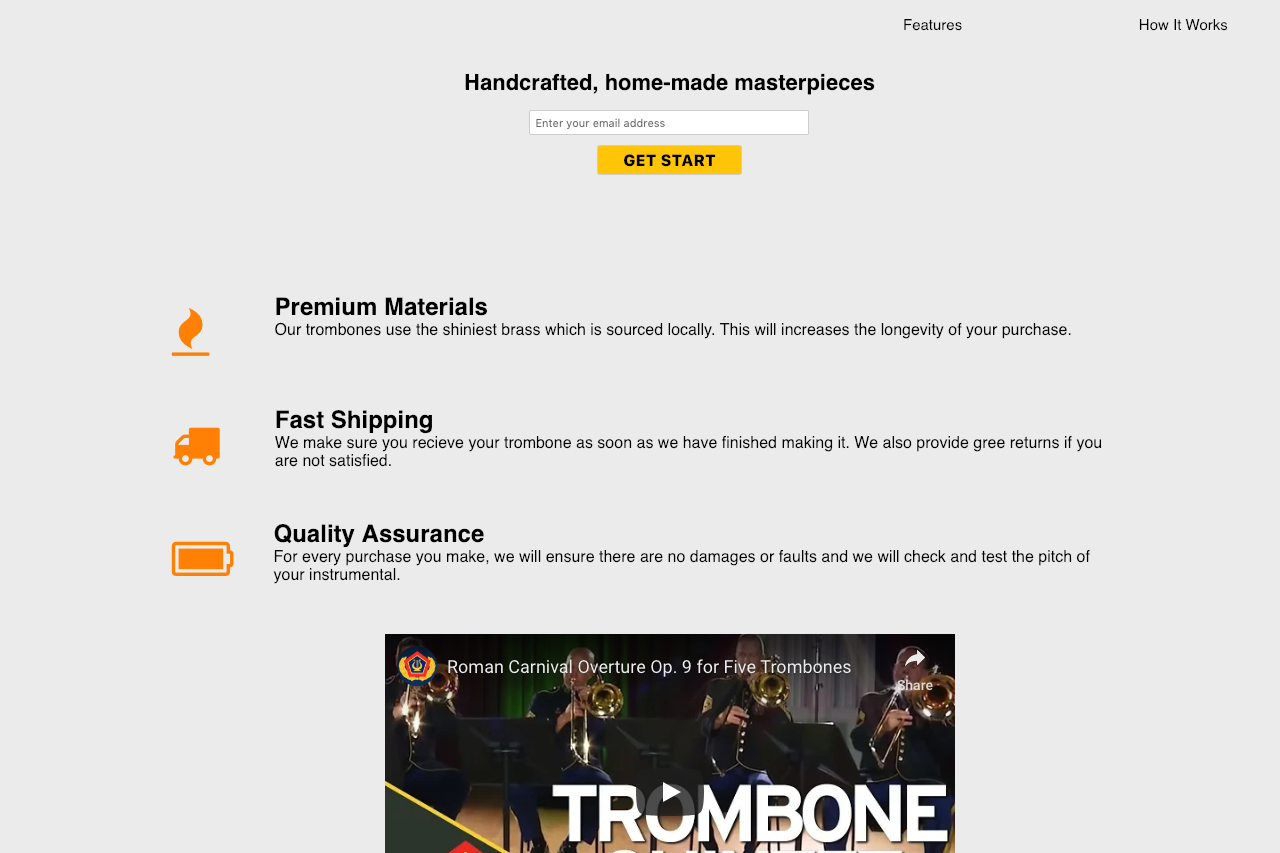 Features
How It Works
Handcrafted, home-made masterpieces
Enter your email address
GET START
Premium Materials
Our trombones use the shiniest brass which is sourced locally. This will increases the longevity of your purchase.
Fast Shipping
We make sure you recieve your trombone as soon as we have finished making it. We also provide gree returns if you
are not satisfied.
Quality Assurance
For every purchase you make, we will ensure there are no damages or faults and we will check and test the pitch of
your instrumental.
Roman Carnival Overture Op. 9 for Five Trombones
Share
TROMBONE